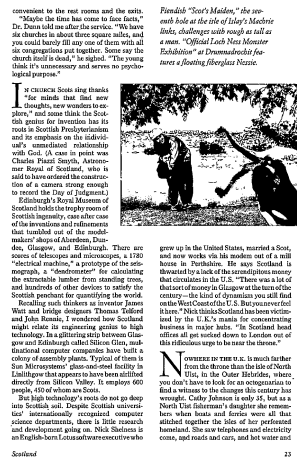 convenient to the rest rooms and the exits.
"Maybe the time has come to face facts,"
Dr. Dunn told me after the service. "We have
six churches in about three square miles, and
you could barely fill any one of them with all
six congregations put together. Some say the
church itself is dead," he sighed. "The young
think it's unnecessary and serves no psycho-
logical purpose."
IN CHURCH Scots sing thanks
"for minds that find new
thoughts, new wonders to ex-
plore," and some think the Scot-
tish genius for invention has its
roots in Scottish Presbyterianism
and its emphasis on the individ-
ual's unmediated relationship
with God. (A case in point was
Charles Piazzi Smyth, Astrono-
mer Royal of Scotland, who is
said to have ordered the construc-
tion of a camera strong enough
to record the Day of Judgment.)
Edinburgh's Royal Museum of
Scotland holds the trophy room of
Scottish ingenuity, case after case
of the inventions and refinements
that tumbled out of the model-
makers' shops of Aberdeen, Dun-
dee, Glasgow, and Edinburgh. There are
scores of telescopes and microscopes, a 1780
"electrical machine," a prototype of the seis-
mograph, a "dendrometer" for calculating
the extractable lumber from standing trees,
and hundreds of other devices to satisfy the
Scottish penchant for quantifying the world.
Recalling such thinkers as inventor James
Watt and bridge designers Thomas Telford
and John Rennie, I wondered how Scotland
might relate its engineering genius to high
technology. In a glittering strip between Glas-
gow and Edinburgh called Silicon Glen, mul-
tinational computer companies have built a
colony of assembly plants. Typical of them is
Sun Microsystems' glass-and-steel facility in
Linlithgow that appears to have been airlifted
directly from Silicon Valley. It employs 600
people, 450 of whom are Scots.
But high technology's roots do not go deep
into Scottish soil. Despite Scottish universi-
ties' internationally recognized computer
science departments, there is little research
and development going on. Nick Sheiness is
an English-born Lotus software executive who
Fiendish "Scot's Maiden," the sev-
enth hole at the isle of Islay's Machrie
links, challenges with rough as tall as
a man. "Official Loch Ness Monster
Exhibition" at Drumnadrochit fea-
tures a floating fiberglass Nessie.
grew up in the United States, married a Scot,
and now works via his modem out of a mill
house in Perthshire. He says Scotland is
thwarted by a lack of the serendipitous money
that circulates in the U.S. "There was a lot of
that sort of money in Glasgow at the turn of the
century—the kind of dynamism you still find
on the West Coast of the U.S. But you never feel
it here." Nick thinks Scotland has been victim-
ized by the U.K.'s mania for concentrating
business in major hubs. "In Scotland head
offices all get sucked down to London out of
this ridiculous urge to be near the throne."
NOWHERE IN THE U.K. is much farther
from the throne than the isle of North
Uist, in the Outer Hebrides, where
you don't have to look for an octogenarian to
find a witness to the changes this century has
wrought. Cathy Johnson is only 38, but as a
North Uist fisherman's daughter she remem-
bers when boats and ferries were all that
stitched together the isles of her performed
homeland. She saw telephones and electricity
come, and roads and cars, and hot water and
Scotland
23